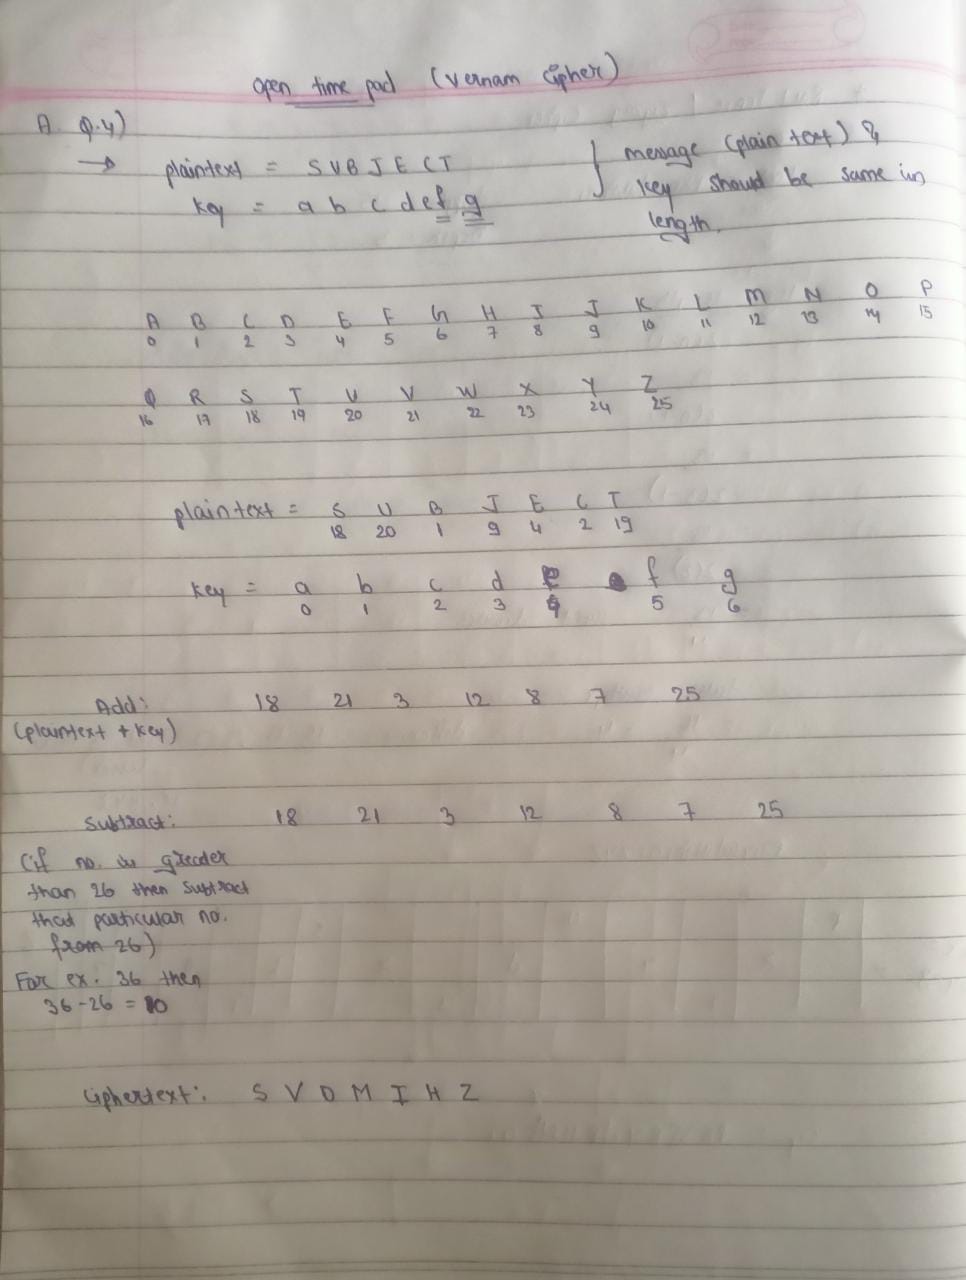 open time pad (Vernam Cipher)
A. Q.4)
→ plaintext = S U B J E C T } message (plain text) &
key = a b c d e f g key should be same in
length.
A B C D E F G H I J K L M N O P
0 1 2 3 4 5 6 7 8 9 10 11 12 13 14 15
Q R S T U V W X Y Z
16 17 18 19 20 21 22 23 24 25
plaintext = S U B J E C T
18 20 1 9 4 2 19
key = a b c d e f g
0 1 2 3 4 5 6
Add: 18 21 3 12 8 7 25
(plaintext + key)
Subtract: 18 21 3 12 8 7 25
(if no. is greader
than 26 then subtract
that particular no.
from 26)
For ex. 36 then
36-26 = 10
Ciphertext: S V D M I H Z